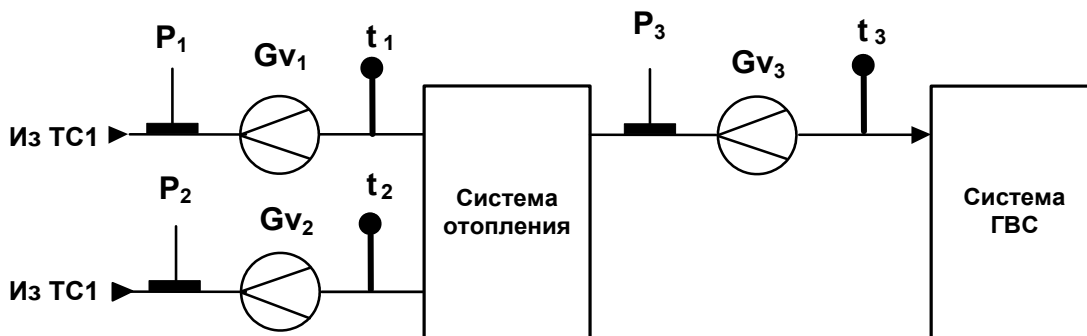 P₁
Gv₁
t₁
P₃
Gv₃
t₃
Из ТС1
P₂
Gv₂
t₂
Система
отопления
Система
ГВС
Из ТС1